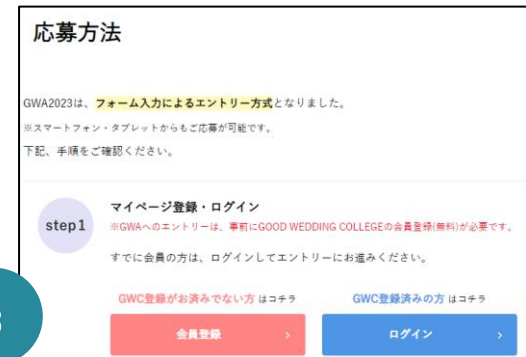 応募方法
GWA2023は、フォーム入力によるエントリー方式となりました。
※スマートフォン・タブレットからもご応募が可能です。
下記、手順をご確認ください。
step1
マイページ登録・ログイン
※GWAへのエントリーは、事前にGOOD WEDDING COLLEGEの会員登録(無料)が必要です。
すでに会員の方は、ログインしてエントリーにお進みください。
GWC登録がお済みでない方 はコチラ
GWC登録済みの方 はコチラ
会員登録
ログイン